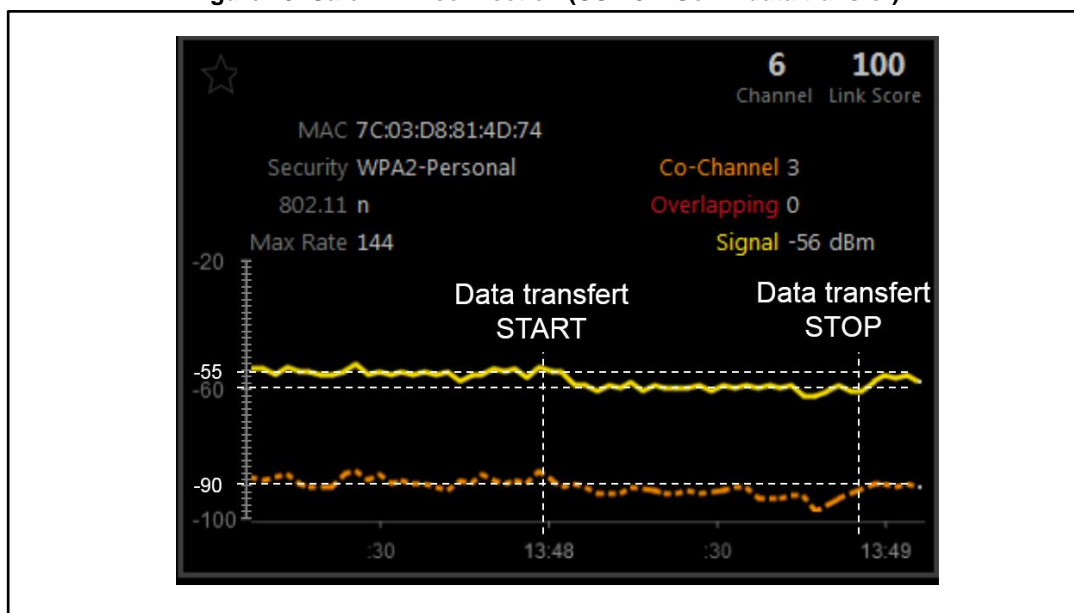 6 100
Channel Link Score
MAC 7C:03:D8:81:4D:74
Security WPA2-Personal Co-Channel 3
802.11 n Overlapping 0
Max Rate 144 Signal -56 dBm
-20
Data transfert Data transfert
START STOP
-55
-60
-90
-100
:30 13:48 :30 13:49